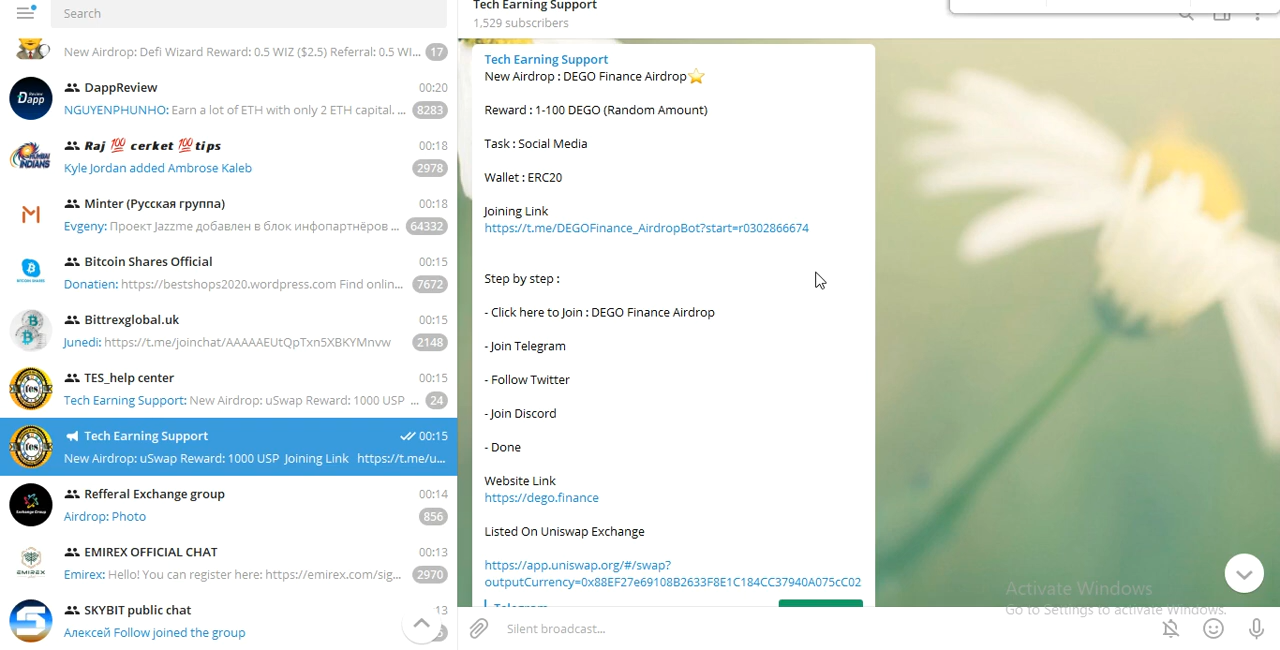 Search
New Airdrop: Defi Wizard Reward: 0.5 WIZ ($2.5) Referral: 0.5 WI...
17
DappReview
00:20
NGUYENPHUNHO: Earn a lot of ETH with only 2 ETH capital. ...
8283
Raj 💯 cerket 💯 tips
00:18
Kyle Jordan added Ambrose Kaleb
2978
Minter (Русская группа)
00:18
Evgeny: Проект Jazzme добавлен в блок инфопартнёров ...
64332
Bitcoin Shares Official
00:15
Donatien: https://bestshops2020.wordpress.com Find onlin...
7672
Bittrexglobal.uk
00:15
Junedi: https://t.me/joinchat/AAAAAEUtQpTxn5XBKYMnvw
2148
TES_help center
00:15
Tech Earning Support: New Airdrop: uSwap Reward: 1000 USP ...
24
Tech Earning Support
00:15
New Airdrop: uSwap Reward: 1000 USP Joining Link https://t.me/u...
Refferal Exchange group
00:14
Airdrop: Photo
856
EMIREX OFFICIAL CHAT
00:13
Emirex: Hello! You can register here: https://emirex.com/sig...
2970
SKYBIT public chat
13
Алексей Follow joined the group
Tech Earning Support
1,529 subscribers
Tech Earning Support
New Airdrop : DEGO Finance Airdrop⭐
Reward : 1-100 DEGO (Random Amount)
Task : Social Media
Wallet : ERC20
Joining Link
https://t.me/DEGOFinance_AirdropBot?start=r0302866674
Step by step :
- Click here to Join : DEGO Finance Airdrop
- Join Telegram
- Follow Twitter
- Join Discord
- Done
Website Link
https://dego.finance
Listed On Uniswap Exchange
https://app.uniswap.org/#/swap?
outputCurrency=0x88EF27e69108B2633F8E1C184CC37940A075cC02
Telegram
Activate Windows
Go to Settings to activate Windows.
Silent broadcast...